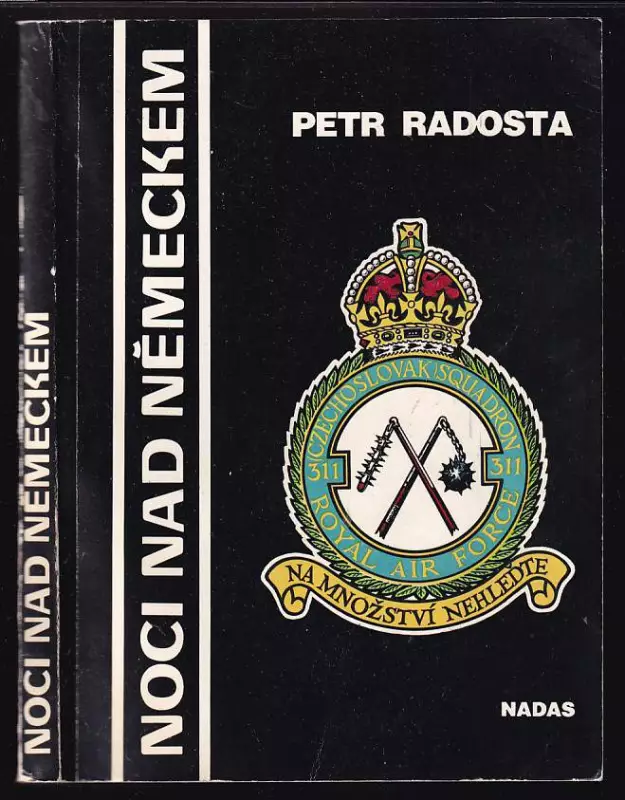 NOCI NAD NĚMECKEM
NOCI NAD NĚMECKEM
PETR RADOSTA
(CZECHOSLOVAK) SQUADRON
311
311
ROYAL AIR FORCE
NA MNOŽSTVÍ NEHLEĎTE
NADAS